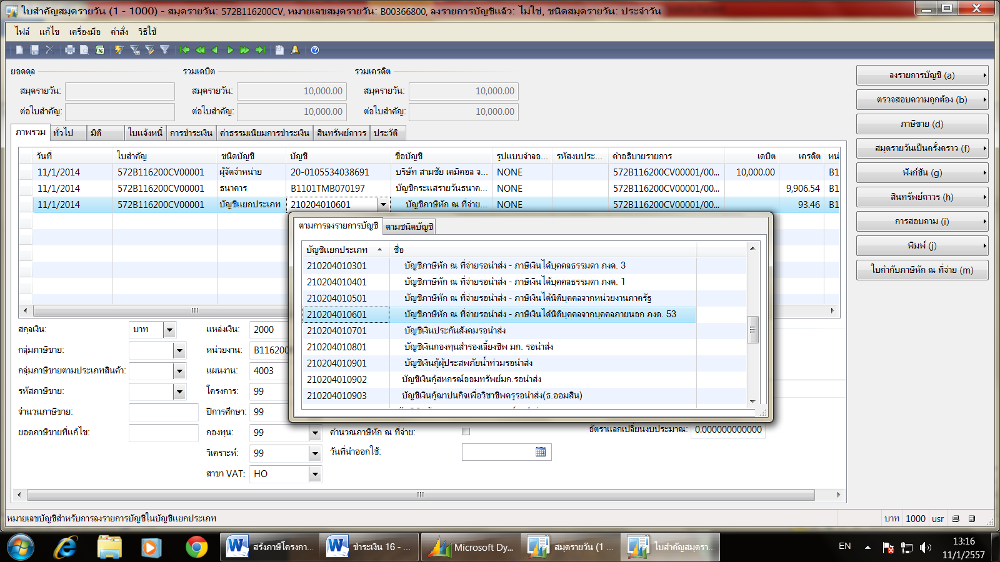 ใบสำคัญสมุดรายวัน (1 - 1000) - สมุดรายวัน: 572B116200CV, หมายเลขสมุดรายวัน: B00366800, ลงรายการบัญชีแล้ว: ไม่ใช่, ชนิดสมุดรายวัน: ประจำวัน
ไฟล์ แก้ไข เครื่องมือ คำสั่ง วิธีใช้
ยอดดุล รวมเดบิต รวมเครดิต
สมุดรายวัน: สมุดรายวัน: 10,000.00 สมุดรายวัน: 10,000.00
ต่อใบสำคัญ: ต่อใบสำคัญ: 10,000.00 ต่อใบสำคัญ: 10,000.00
ภาพรวม ทั่วไป มิติ ใบแจ้งหนี้ การชำระเงิน ค่าธรรมเนียมการชำระเงิน สินทรัพย์ถาวร ประวัติ
วันที่ ใบสำคัญ ชนิดบัญชี บัญชี ชื่อบัญชี รูปแบบจำลอ... รหัสงบประ... คำอธิบายรายการ เดบิต เครดิต หน่
11/1/2014 572B116200CV00001 ผู้จัดจำหน่าย 20-0105534038691 บริษัท สามชัย เคมิคอล จ... NONE 572B116200CV00001/00... 10,000.00 B1
11/1/2014 572B116200CV00001 ธนาคาร B1101TMB070197 บัญชีกระแสรายวันธนาค... NONE 572B116200CV00001/00... 9,906.54 B1
11/1/2014 572B116200CV00001 บัญชีแยกประเภท 210204010601 บัญชีภาษีหัก ณ ที่จ่าย... NONE 572B116200CV00001/00... 93.46 B1
ตามการลงรายการบัญชี ตามชนิดบัญชี
บัญชีแยกประเภท ชื่อ
210204010301 บัญชีภาษีหัก ณ ที่จ่ายรอนำส่ง - ภาษีเงินได้บุคคลธรรมดา ภงด. 3
210204010401 บัญชีภาษีหัก ณ ที่จ่ายรอนำส่ง - ภาษีเงินได้บุคคลธรรมดา ภงด. 1
210204010501 บัญชีภาษีหัก ณ ที่จ่ายรอนำส่ง - ภาษีเงินได้นิติบุคคลจากหน่วยงานภาครัฐ
210204010601 บัญชีภาษีหัก ณ ที่จ่ายรอนำส่ง - ภาษีเงินได้นิติบุคคลจากบุคคลภายนอก ภงด. 53
210204010701 บัญชีเงินประกันสังคมรอนำส่ง
210204010801 บัญชีเงินกองทุนสำรองเลี้ยงชีพ มก. รอนำส่ง
210204010901 บัญชีเงินกู้ผู้ประสพภัยน้ำท่วมรอนำส่ง
210204010902 บัญชีเงินกู้สหกรณ์ออมทรัพย์มก.รอนำส่ง
210204010903 บัญชีเงินกู้ฌาปนกิจเพื่อวิชาชีพครูรอนำส่ง(ธ.ออมสิน)
สกุลเงิน: บาท แหล่งเงิน: 2000
กลุ่มภาษีขาย: หน่วยงาน: B116200
กลุ่มภาษีขายตามประเภทสินค้า: แผนงาน: 4003
รหัสภาษีขาย: โครงการ: 99
จำนวนภาษีขาย: ปีการศึกษา: 99
ยอดภาษีขายที่แก้ไข: กองทุน: 99 คำนวณภาษีหัก ณ ที่จ่าย: อัตราแลกเปลี่ยนงบประมาณ: 0.000000000000
วิเคราะห์: 99 วันที่นำออกใช้:
สาขา VAT: HO
ลงรายการบัญชี (a)
ตรวจสอบความถูกต้อง (b)
ภาษีขาย (d)
สมุดรายวันเป็นครั้งคราว (f)
ฟังก์ชัน (g)
สินทรัพย์ถาวร (h)
การสอบถาม (i)
พิมพ์ (j)
ใบกำกับภาษีหัก ณ ที่จ่าย (m)
หมายเลขบัญชีสำหรับการลงรายการบัญชีในบัญชีแยกประเภท บาท 1000 usr
สร้งภาษีโครงกา... ชำระเงิน 16 - ... Microsoft Dy... สมุดรายวัน (1 ... ใบสำคัญสมุดรา... EN 13:16
11/1/2557